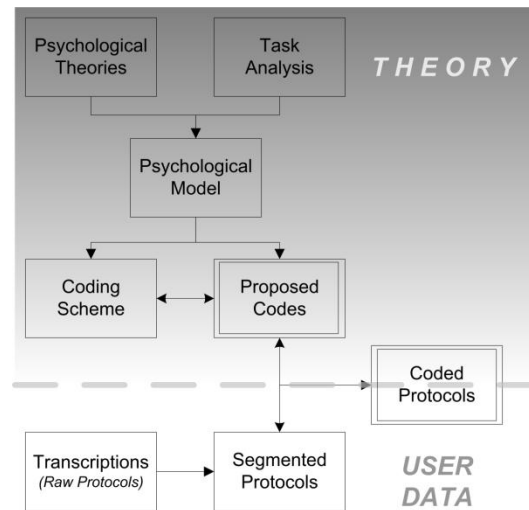 Psychological
Theories
Task
Analysis
THEORY
Psychological
Model
Coding
Scheme
Proposed
Codes
Coded
Protocols
Transcriptions
(Raw Protocols)
Segmented
Protocols
USER
DATA